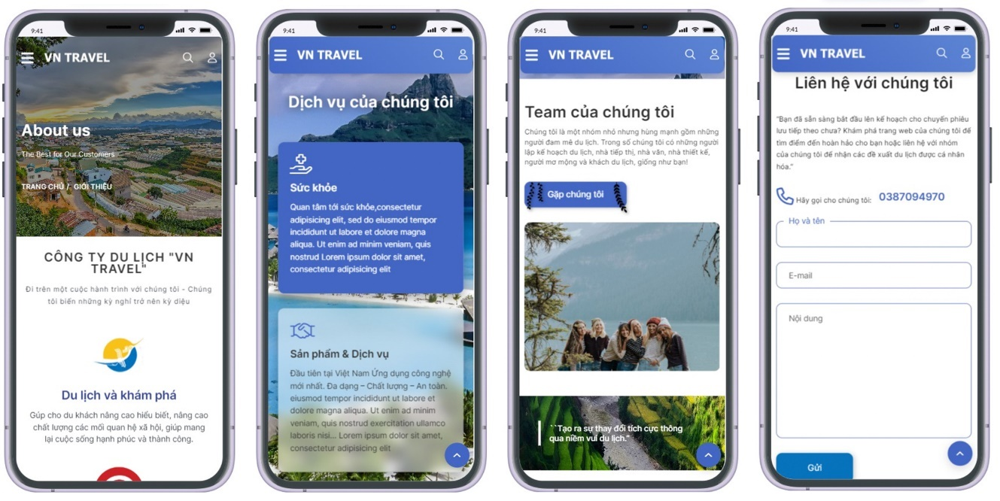 9:41
VN TRAVEL
About us
The Best for Our Customers
TRANG CHỦ / GIỚI THIỆU
CÔNG TY DU LỊCH "VN
TRAVEL"
Đi trên một cuộc hành trình với chúng tôi - Chúng
tôi biến những kỳ nghỉ trở nên kỳ diệu
Du lịch và khám phá
Gúp cho du khách nâng cao hiểu biết, nâng cao
chất lượng các mối quan hệ xã hội, giúp mang
lại cuộc sống hạnh phúc và thành công.
9:41
VN TRAVEL
Dịch vụ của chúng tôi
Sức khỏe
Quan tâm tới sức khỏe,consectetur
adipisicing elit, sed do eiusmod tempor
incididunt ut labore et dolore magna
aliqua. Ut enim ad minim veniam, quis
nostrud Lorem ipsum dolor sit amet,
consectetur adipisicing elit
Sản phẩm & Dịch vụ
Đầu tiên tại Việt Nam Ứng dụng công nghệ
mới nhất. Đa dạng – Chất lượng – An toàn.
eiusmod tempor incididunt ut labore et
dolore magna aliqua. Ut enim ad minim
veniam, quis nostrud exercitation ullamco
laboris nisi... Lorem ipsum dolor sit amet,
consectetur adipisicing elit
9:41
VN TRAVEL
Team của chúng tôi
Chúng tôi là một nhóm nhỏ nhưng hùng mạnh gồm những
người đam mê du lịch. Trong số chúng tôi có những người
lập kế hoạch du lịch, nhà tiếp thị, nhà văn, nhà thiết kế,
người mơ mộng và khách du lịch, giống như bạn!
Gặp chúng tôi
``Tạo ra sự thay đổi tích cực thông
qua niềm vui du lịch."
9:41
VN TRAVEL
Liên hệ với chúng tôi
"Bạn đã sẵn sàng bắt đầu lên kế hoạch cho chuyến phiêu
lưu tiếp theo chưa? Khám phá trang web của chúng tôi để
tìm điểm đến hoàn hảo cho bạn hoặc liên hệ với nhóm
của chúng tôi để nhận các đề xuất du lịch được cá nhân
hóa."
Hãy gọi cho chúng tôi: 0387094970
Họ và tên
E-mail
Nội dung
Gửi